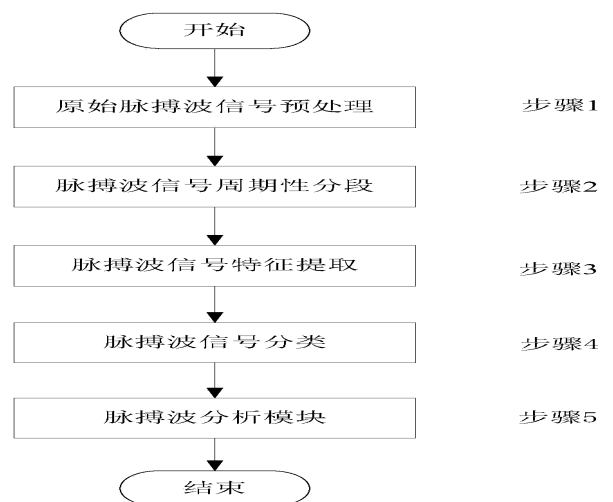 开始
原始脉搏波信号预处理 步骤1
脉搏波信号周期性分段 步骤2
脉搏波信号特征提取 步骤3
脉搏波信号分类 步骤4
脉搏波分析模块 步骤5
结束